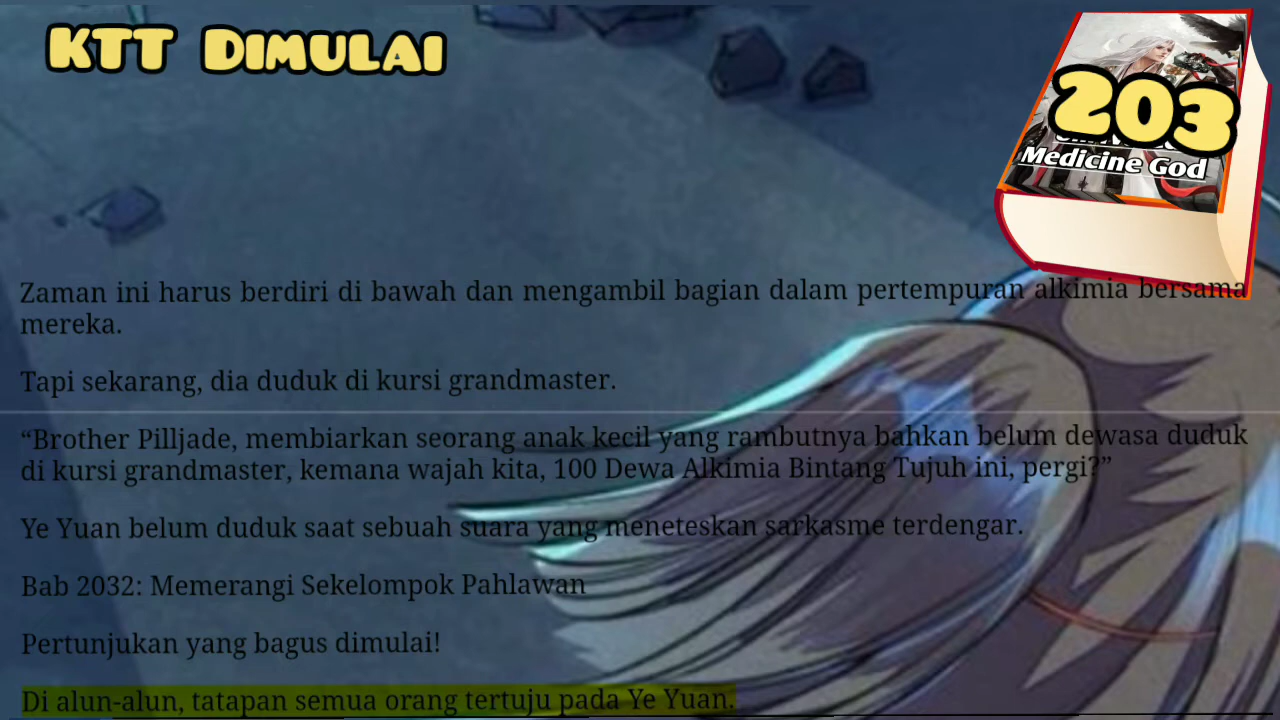 KTT Dimulai
203
Medicine God
Zaman ini harus berdiri di bawah dan mengambil bagian dalam pertempuran alkimia bersama
mereka.
Tapi sekarang, dia duduk di kursi grandmaster.
“Brother Pilljade, membiarkan seorang anak kecil yang rambutnya bahkan belum dewasa duduk
di kursi grandmaster, kemana wajah kita, 100 Dewa Alkimia Bintang Tujuh ini, pergi?”
Ye Yuan belum duduk saat sebuah suara yang meneteskan sarkasme terdengar.
Bab 2032: Memerangi Sekelompok Pahlawan
Pertunjukan yang bagus dimulai!
Di alun-alun, tatapan semua orang tertuju pada Ye Yuan.